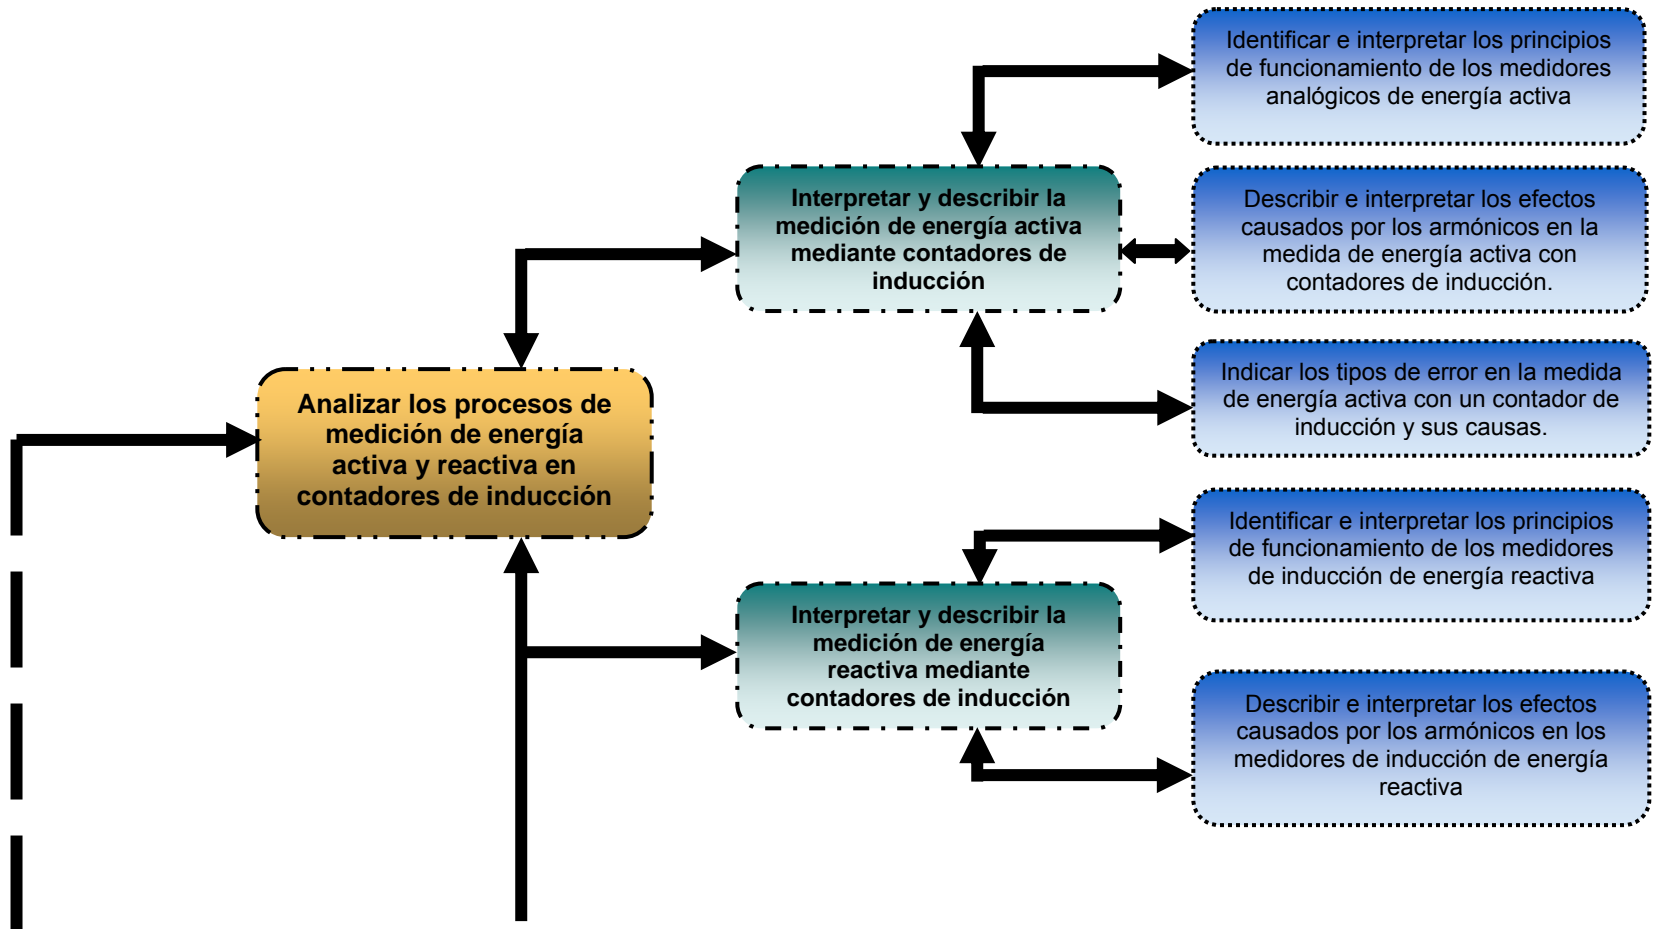 Identificar e interpretar los principios
de funcionamiento de los medidores
analógicos de energía activa
Interpretar y describir la
medición de energía activa
mediante contadores de
inducción
Describir e interpretar los efectos
causados por los armónicos en la
medida de energía activa con
contadores de inducción.
Indicar los tipos de error en la medida
de energía activa con un contador de
inducción y sus causas.
Analizar los procesos de
medición de energía
activa y reactiva en
contadores de inducción
Identificar e interpretar los principios
de funcionamiento de los medidores
de inducción de energía reactiva
Interpretar y describir la
medición de energía
reactiva mediante
contadores de inducción
Describir e interpretar los efectos
causados por los armónicos en los
medidores de inducción de energía
reactiva